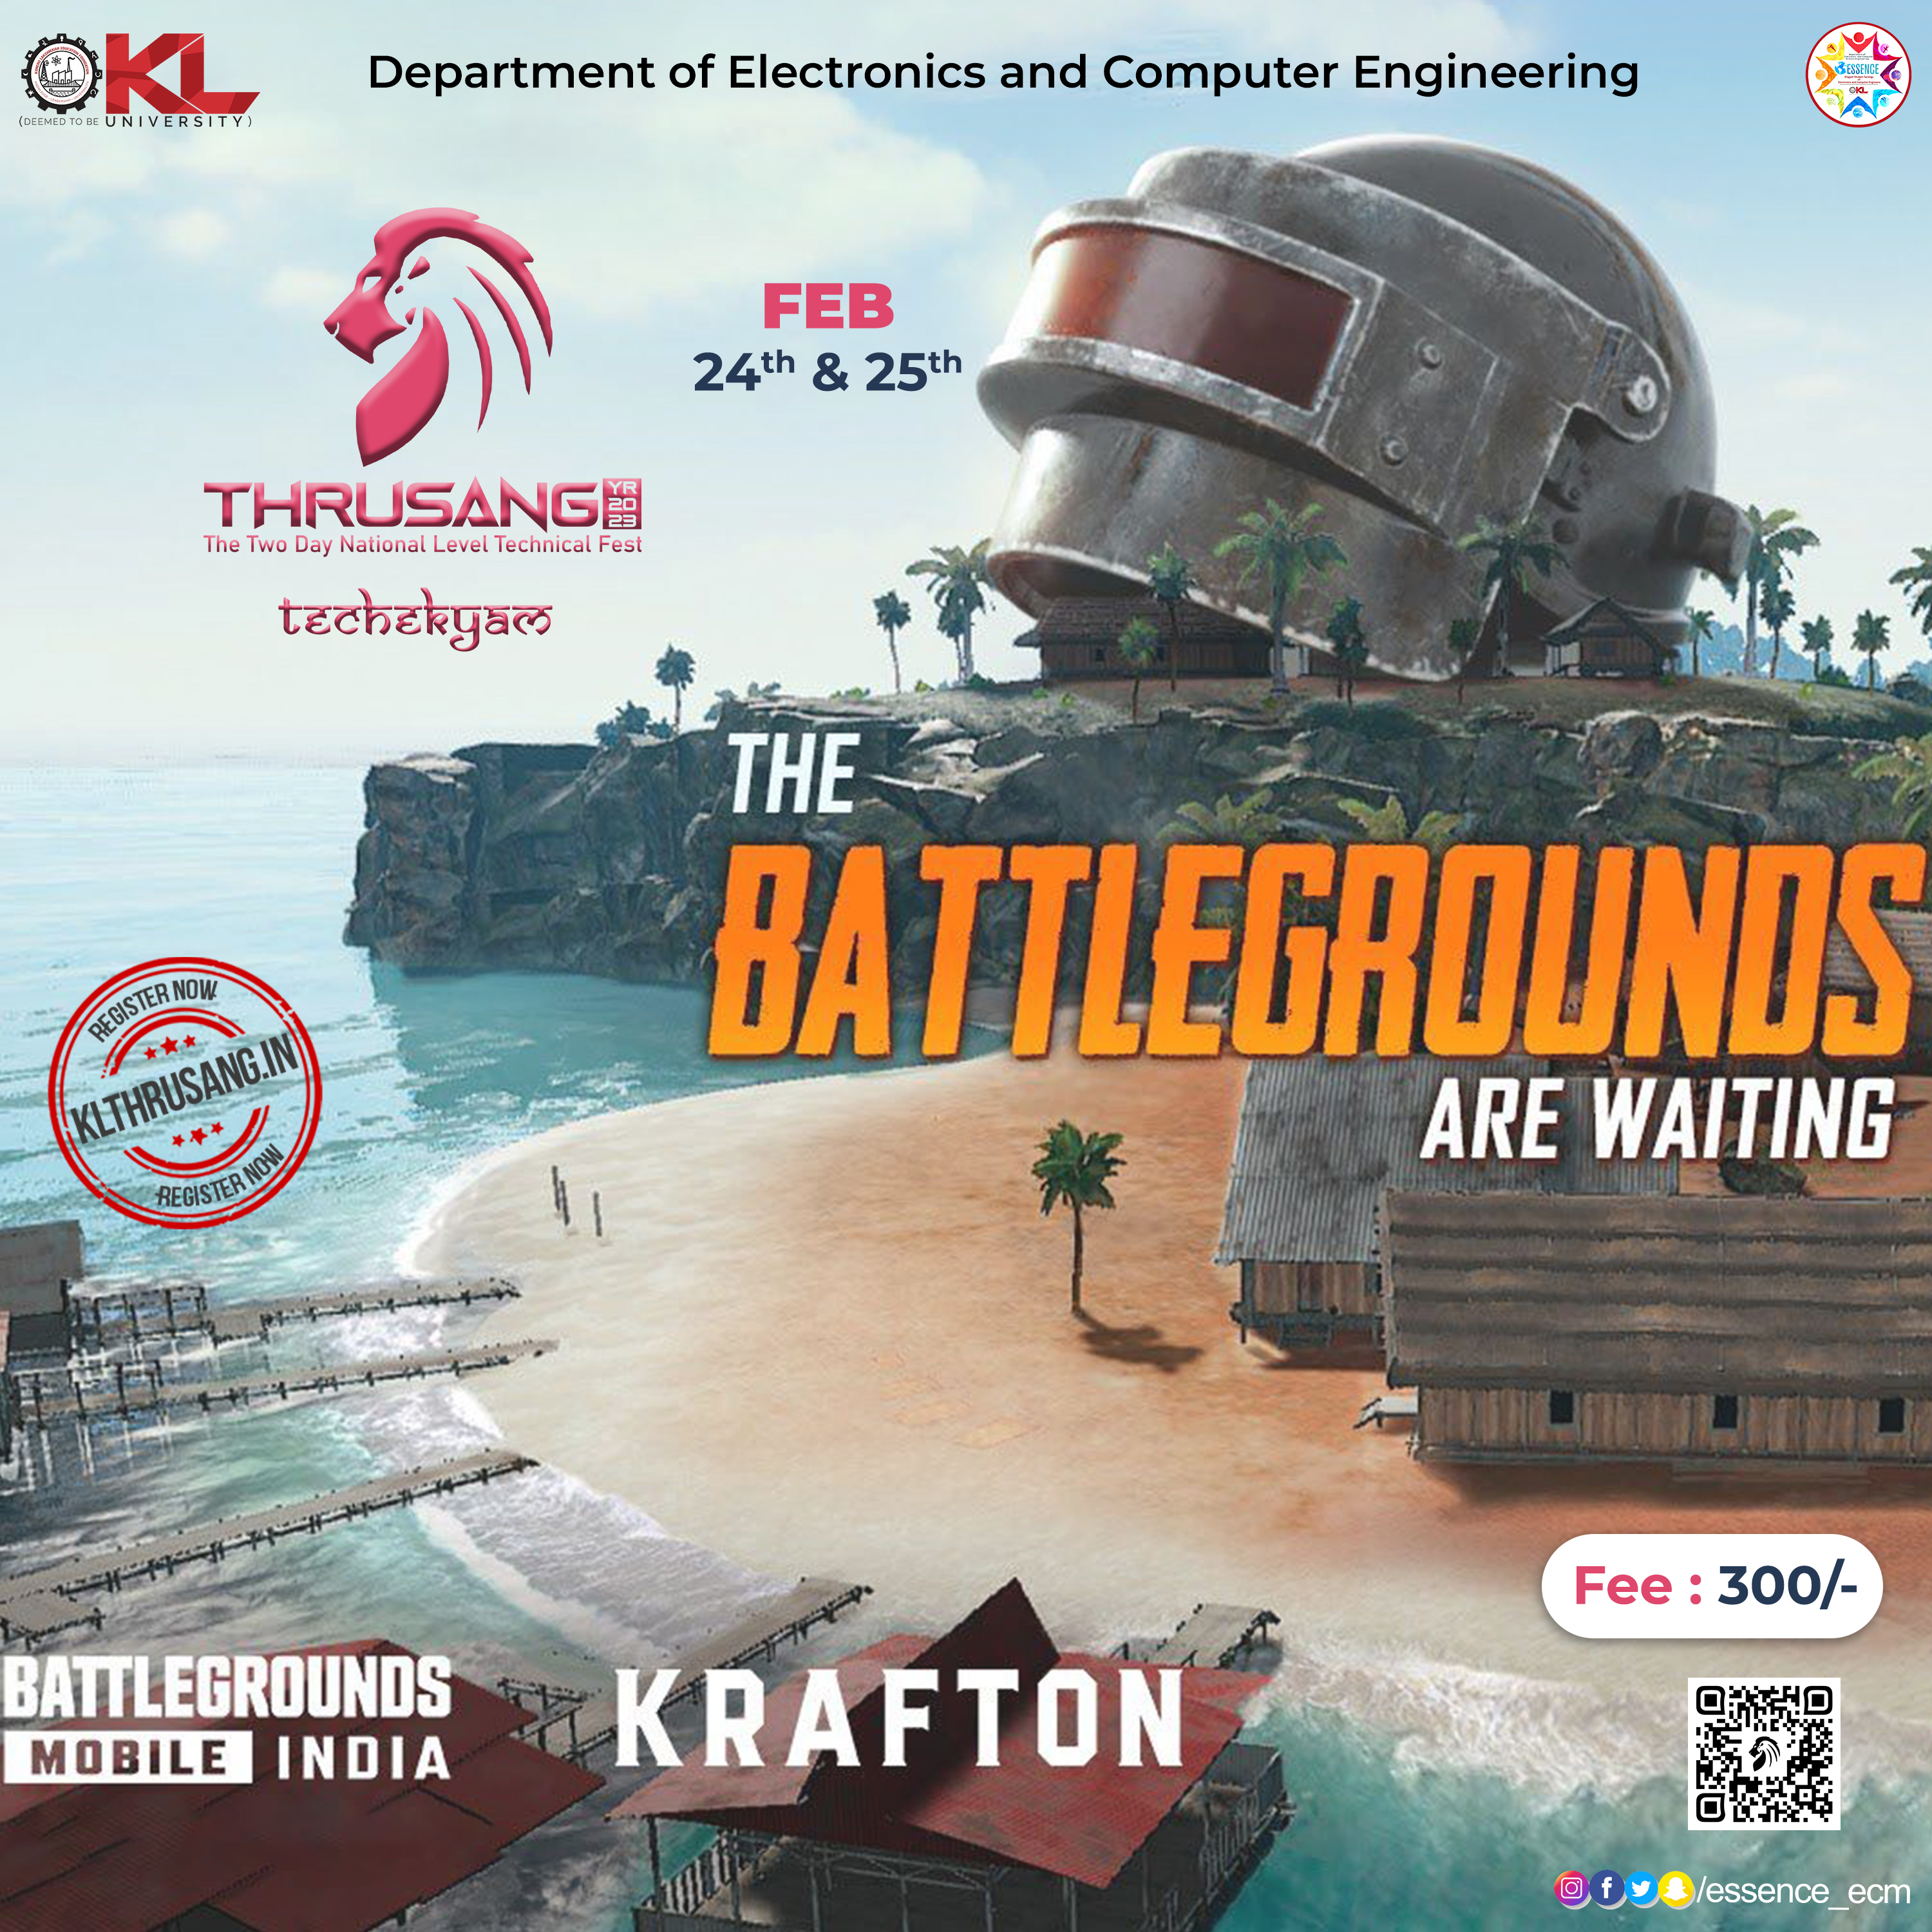 KL
(DEEMED TO BE UNIVERSITY)
Department of Electronics and Computer Engineering
ESSENCE
KL
FEB
24th & 25th
THRUSANG YR 2023
The Two Day National Level Technical Fest
techekyam
THE
BATTLEGROUNDS
ARE WAITING
REGISTER NOW
KLTHRUSANG.IN
REGISTER NOW
Fee : 300/-
BATTLEGROUNDS
MOBILE INDIA
KRAFTON
/essence_ecm